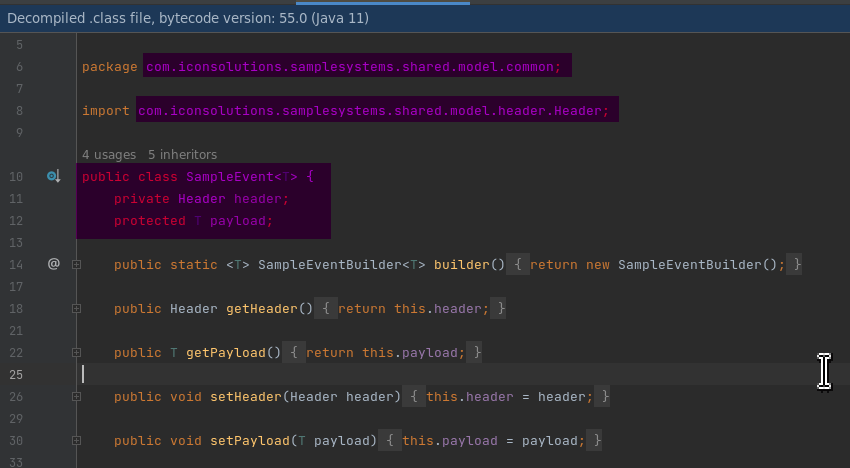 Decompiled .class file, bytecode version: 55.0 (Java 11)
5
6 package com.iconsolutions.samplesystems.shared.model.common;
7
8 import com.iconsolutions.samplesystems.shared.model.header.Header;
9
4 usages 5 inheritors
10 public class SampleEvent<T> {
11 private Header header;
12 protected T payload;
13
14 @ public static <T> SampleEventBuilder<T> builder() { return new SampleEventBuilder(); }
17
18 public Header getHeader() { return this.header; }
21
22 public T getPayload() { return this.payload; }
25
26 public void setHeader(Header header) { this.header = header; }
29
30 public void setPayload(T payload) { this.payload = payload; }
33